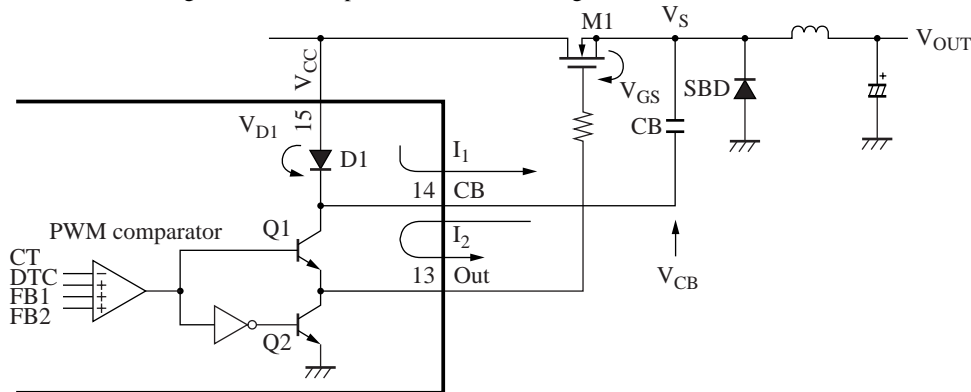 M1
V_S
V_OUT
V_CC
+
V_GS
SBD
V_D1
15
CB
D1
I_1
14 CB
PWM comparator
Q1
I_2
CT
DTC
13 Out
V_CB
FB1
FB2
−
+
+
+
Q2